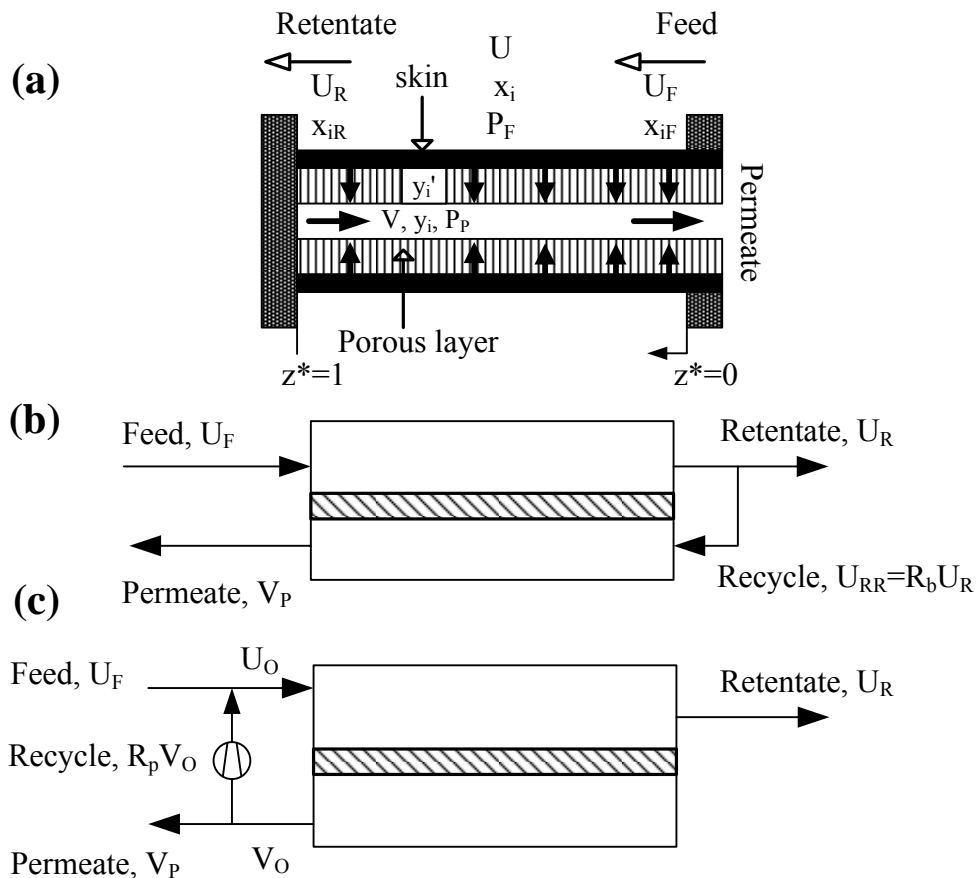 (a)
Retentate
Feed
U
U_R
skin
x_i
U_F
x_iR
P_F
x_iF
y_i'
V, y_i, P_P
Permeate
Porous layer
z*=1
z*=0
(b)
Feed, U_F
Retentate, U_R
Permeate, V_P
Recycle, U_RR=R_bU_R
(c)
Feed, U_F
U_O
Retentate, U_R
Recycle, R_pV_O
Permeate, V_P
V_O